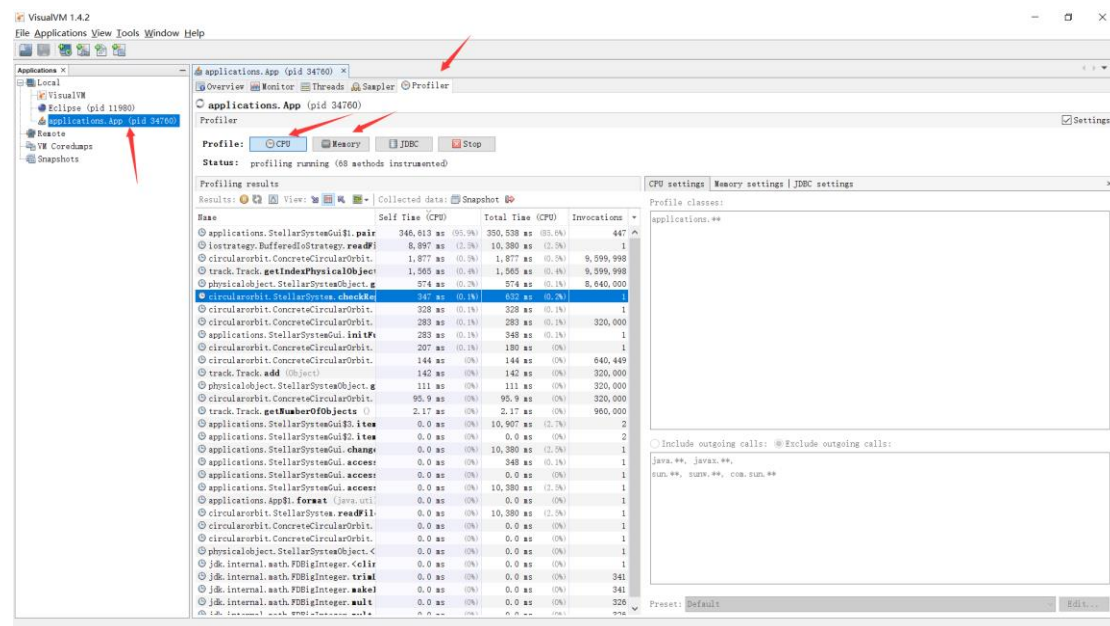 VisualVM 1.4.2
File Applications View Tools Window Help
Applications ×
Local
VisualVM
Eclipse (pid 11980)
applications.App (pid 34760)
Remote
VM Coredumps
Snapshots
applications.App (pid 34760) ×
Overview Monitor Threads Sampler Profiler
applications.App (pid 34760)
Profiler Settings
Profile: CPU Memory JDBC Stop
Status: profiling running (68 methods instrumented)
Profiling results
Results: View: Collected data: Snapshot
Name Self Time (CPU) Total Time (CPU) Invocations
applications.StellarSystemGui$1.pain 346,613 ms (95.9%) 350,538 ms (85.6%) 447
iostrategy.BufferedIoStrategy.readFi 8,897 ms (2.5%) 10,380 ms (2.5%) 1
circularorbit.ConcreteCircularOrbit. 1,877 ms (0.5%) 1,877 ms (0.5%) 9,599,998
track.Track.getIndexPhysicalObject 1,565 ms (0.4%) 1,565 ms (0.4%) 9,599,998
physicalobject.StellarSystemObject.g 574 ms (0.2%) 574 ms (0.1%) 8,640,000
circularorbit.StellarSystem.checkRep 347 ms (0.1%) 632 ms (0.2%) 1
circularorbit.ConcreteCircularOrbit. 328 ms (0.1%) 328 ms (0.1%) 1
circularorbit.ConcreteCircularOrbit. 283 ms (0.1%) 283 ms (0.1%) 320,000
applications.StellarSystemGui.initFu 283 ms (0.1%) 348 ms (0.1%) 1
circularorbit.ConcreteCircularOrbit. 207 ms (0.1%) 180 ms (0%) 1
circularorbit.ConcreteCircularOrbit. 144 ms (0%) 144 ms (0%) 640,449
track.Track.add (Object) 142 ms (0%) 142 ms (0%) 320,000
physicalobject.StellarSystemObject.g 111 ms (0%) 111 ms (0%) 320,000
circularorbit.ConcreteCircularOrbit. 95.9 ms (0%) 95.9 ms (0%) 320,000
track.Track.getNumberOfObjects () 2.17 ms (0%) 2.17 ms (0%) 960,000
applications.StellarSystemGui$3.item 0.0 ms (0%) 10,907 ms (2.7%) 2
applications.StellarSystemGui$2.item 0.0 ms (0%) 0.0 ms (0%) 2
applications.StellarSystemGui.change 0.0 ms (0%) 10,380 ms (2.5%) 1
applications.StellarSystemGui.access 0.0 ms (0%) 348 ms (0.1%) 1
applications.StellarSystemGui.access 0.0 ms (0%) 0.0 ms (0%) 1
applications.StellarSystemGui.access 0.0 ms (0%) 10,380 ms (2.5%) 1
applications.App$1.format (java.uti 0.0 ms (0%) 0.0 ms (0%) 1
circularorbit.StellarSystem.readFil 0.0 ms (0%) 10,380 ms (2.5%) 1
circularorbit.ConcreteCircularOrbit. 0.0 ms (0%) 0.0 ms (0%) 1
circularorbit.ConcreteCircularOrbit. 0.0 ms (0%) 0.0 ms (0%) 1
physicalobject.StellarSystemObject.< 0.0 ms (0%) 0.0 ms (0%) 1
jdk.internal.math.FDBigInteger.<clin 0.0 ms (0%) 0.0 ms (0%) 1
jdk.internal.math.FDBigInteger.trimL 0.0 ms (0%) 0.0 ms (0%) 341
jdk.internal.math.FDBigInteger.makeI 0.0 ms (0%) 0.0 ms (0%) 341
jdk.internal.math.FDBigInteger.mult 0.0 ms (0%) 0.0 ms (0%) 326
CPU settings Memory settings JDBC settings
Profile classes:
applications.**
Include outgoing calls: Exclude outgoing calls:
java.**, javax.**,
sun.**, sunw.**, com.sun.**
Preset: Default Edit...